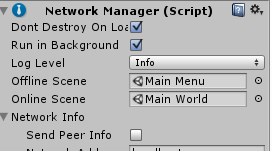 Network Manager (Script)
Dont Destroy On Loa
Run in Background
Log Level Info
Offline Scene Main Menu
Online Scene Main World
Network Info
Send Peer Info